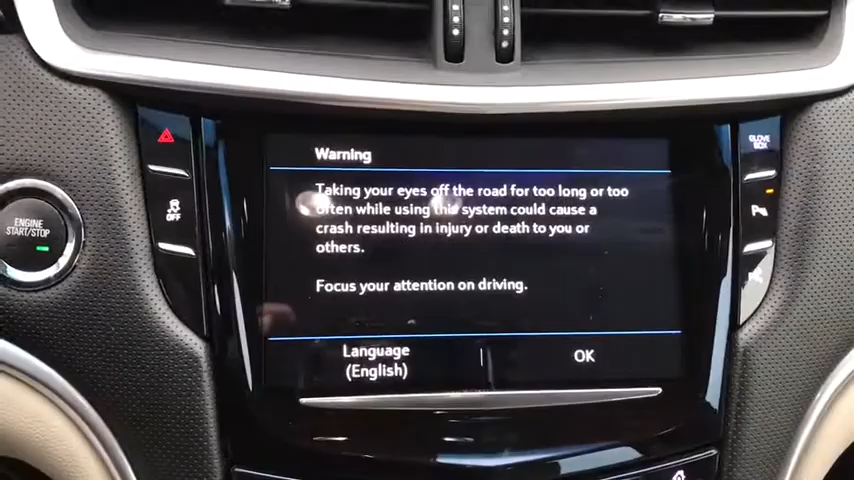 GLOVE
BOX
Warning
Taking your eyes off the road for too long or too
often while using this system could cause a
crash resulting in injury or death to you or
others.
ENGINE
START/STOP
OFF
Focus your attention on driving.
Language
(English)
OK